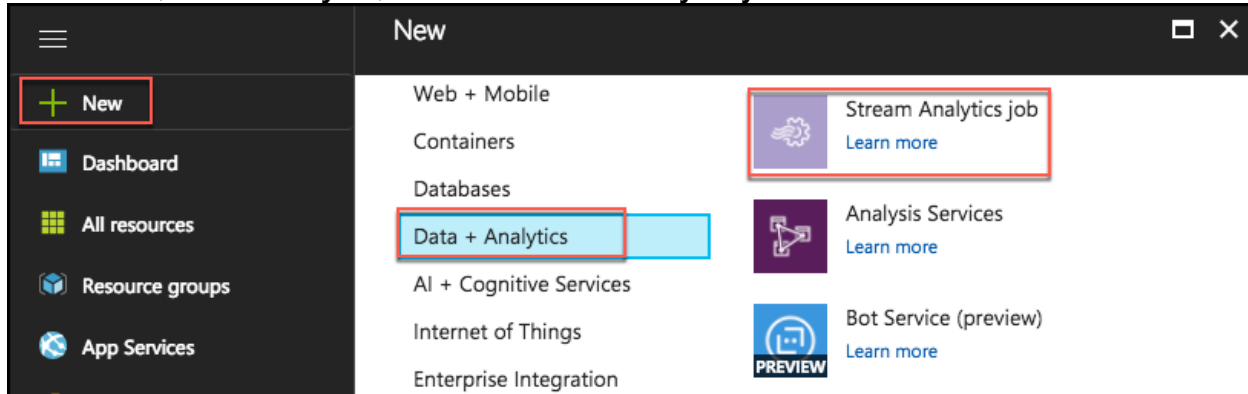 New
New
Dashboard
All resources
Resource groups
App Services
Web + Mobile
Containers
Databases
Data + Analytics
AI + Cognitive Services
Internet of Things
Enterprise Integration
Stream Analytics job
Learn more
Analysis Services
Learn more
Bot Service (preview)
Learn more
PREVIEW